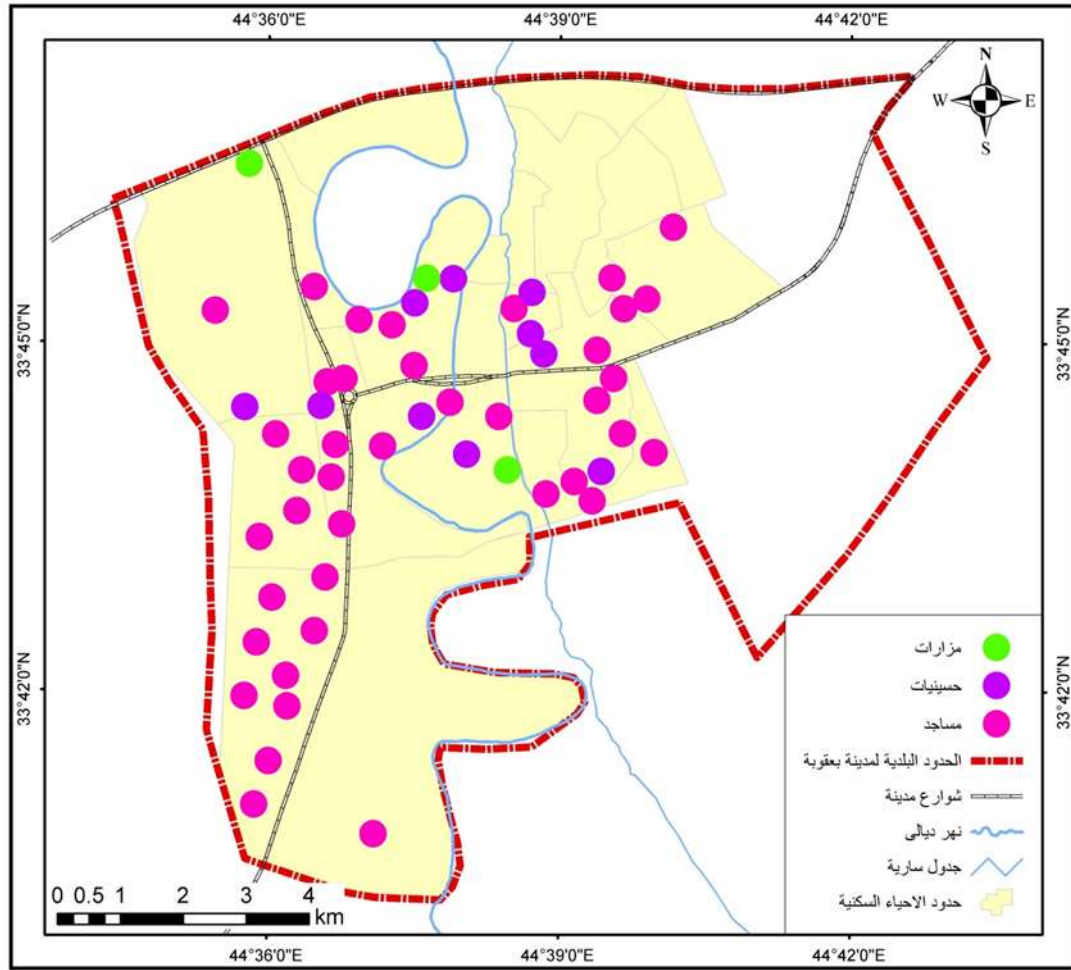 44°36'0"E 44°39'0"E 44°42'0"E
N
W E
S
33°45'0"N 33°45'0"N
33°42'0"N 33°42'0"N
مزارات
حسينيات
مساجد
الحدود البلدية لمدينة بعقوبة
شوارع مدينة
نهر ديالى
جدول سارية
حدود الاحياء السكنية
0 0.5 1 2 3 4
km
44°36'0"E 44°39'0"E 44°42'0"E